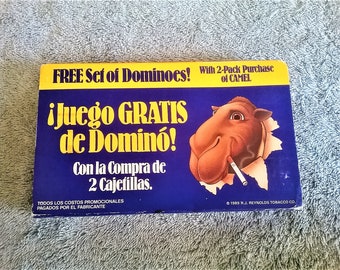 FREE Set of Dominoes!
With 2-Pack Purchase
of CAMEL
¡Juego GRATIS
de Dominó!
Con la Compra de
2 Cajetillas.
TODOS LOS COSTOS PROMOCIONALES
PAGADOS POR EL FABRICANTE
© 1989 R.J. REYNOLDS TOBACCO CO.